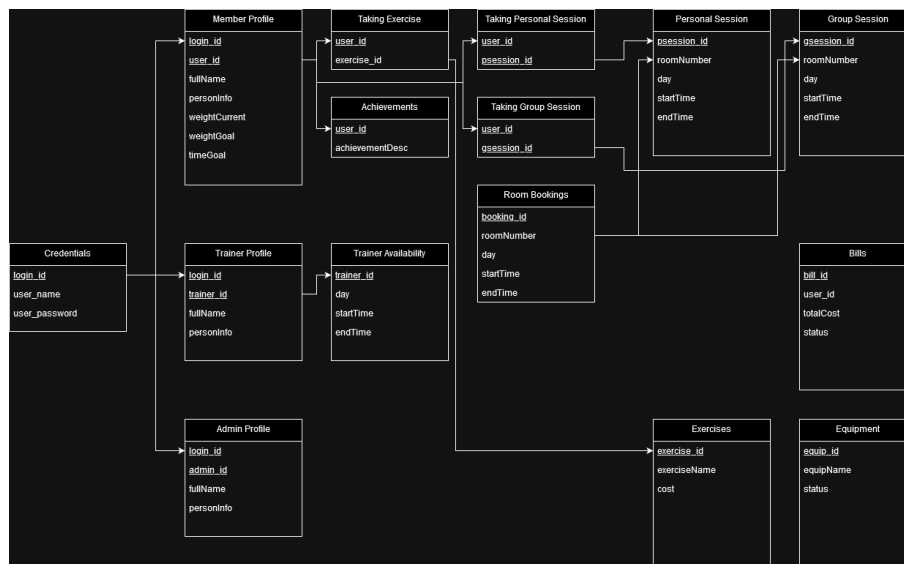 Member Profile
login_id
user_id
fullName
personInfo
weightCurrent
weightGoal
timeGoal
Taking Exercise
user_id
exercise_id
Achievements
user_id
achievementDesc
Taking Personal Session
user_id
psession_id
Taking Group Session
user_id
gsession_id
Room Bookings
booking_id
roomNumber
day
startTime
endTime
Personal Session
psession_id
roomNumber
day
startTime
endTime
Group Session
gsession_id
roomNumber
day
startTime
endTime
Credentials
login_id
user_name
user_password
Trainer Profile
login_id
trainer_id
fullName
personInfo
Trainer Availability
trainer_id
day
startTime
endTime
Bills
bill_id
user_id
totalCost
status
Admin Profile
login_id
admin_id
fullName
personInfo
Exercises
exercise_id
exerciseName
cost
Equipment
equip_id
equipName
status